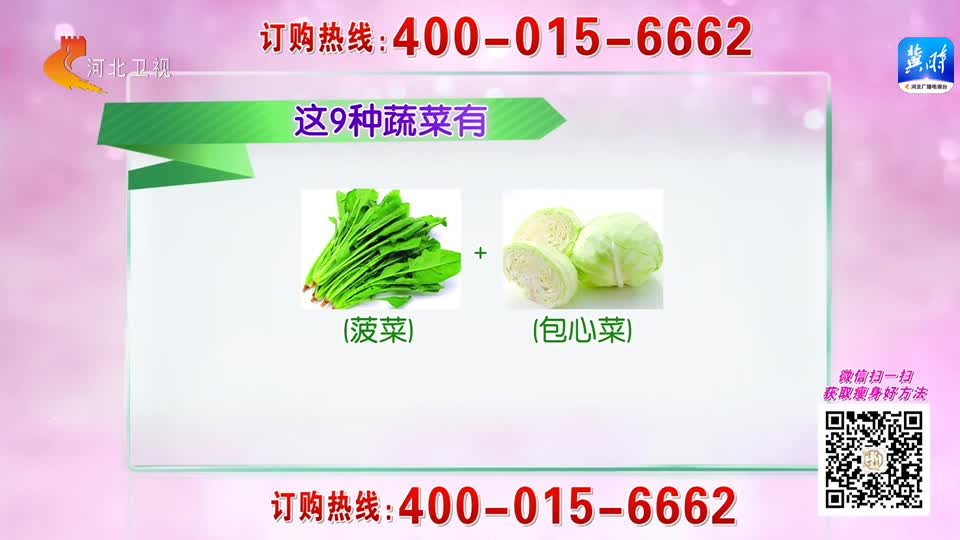 订购热线：400-015-6662
河北卫视
冀时
河北广播电视台
这9种蔬菜有
+
(菠菜)
(包心菜)
微信扫一扫
获取瘦身好方法
订购热线：400-015-6662